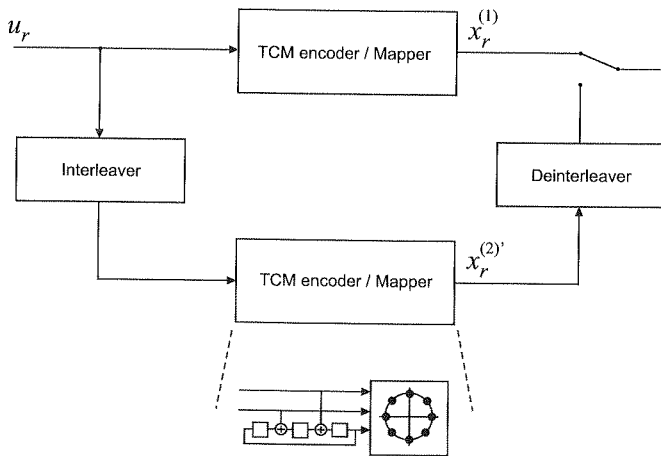 u_r
TCM encoder / Mapper
x_r^{(1)}
Interleaver
Deinterleaver
TCM encoder / Mapper
x_r^{(2)'}